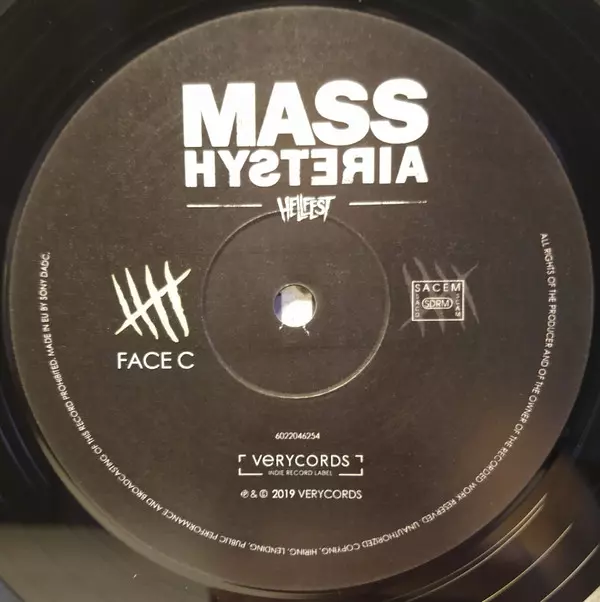 MASS
HYSTERIA
HELLFEST
FACE C
SACEM
SACD
SDRM
SCAM
6022046254
VERYCORDS
INDIE RECORD LABEL
℗ & © 2019 VERYCORDS
ALL RIGHTS OF THE PRODUCER AND OF THE OWNER OF THE RECORDED WORK RESERVED. UNAUTHORIZED COPYING, HIRING, LENDING, PUBLIC PERFORMANCE AND BROADCASTING OF THIS RECORD PROHIBITED. MADE IN EU BY SONY DADC.